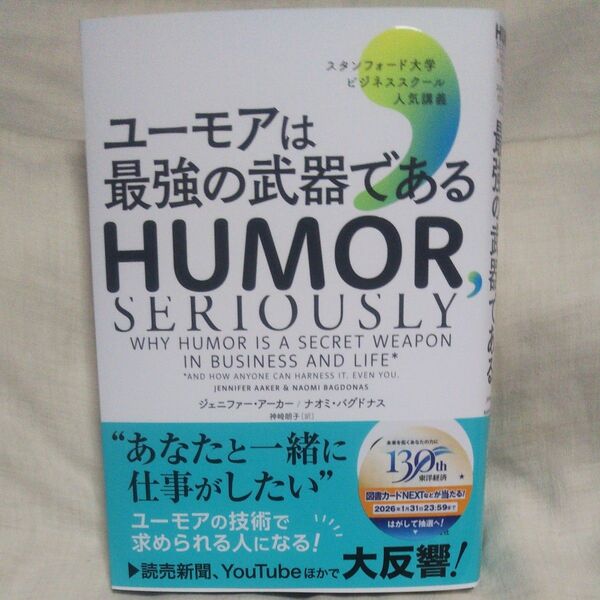 スタンフォード大学
ビジネススクール
人気講義
ユーモアは
最強の武器である
HUMOR,
SERIOUSLY
WHY HUMOR IS A SECRET WEAPON
IN BUSINESS AND LIFE*
*AND HOW ANYONE CAN HARNESS IT. EVEN YOU.
JENNIFER AAKER & NAOMI BAGDONAS
ジェニファー・アーカー / ナオミ・バグドナス
神崎朗子[訳]
“あなたと一緒に
仕事がしたい”
ユーモアの技術で
求められる人になる!
▶読売新聞、YouTubeほかで 大反響!
130th
東洋経済
図書カードNEXTなどが当たる!
2026年1月31日23:59まで
はがして抽選へ!
HUMOR